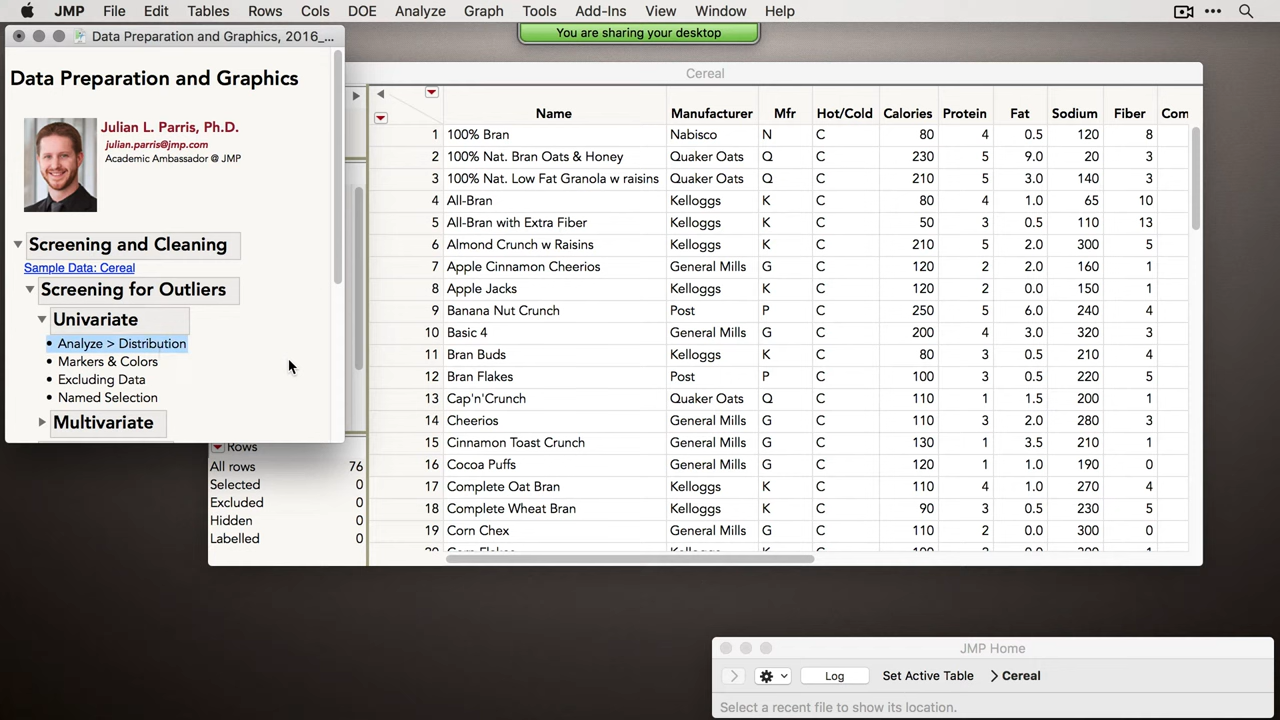 JMP File Edit Tables Rows Cols DOE Analyze Graph Tools Add-Ins View Window Help
You are sharing your desktop
Data Preparation and Graphics, 2016_...
Data Preparation and Graphics
Julian L. Parris, Ph.D.
julian.parris@jmp.com
Academic Ambassador @ JMP
Screening and Cleaning
Sample Data: Cereal
Screening for Outliers
Univariate
• Analyze > Distribution
• Markers & Colors
• Excluding Data
• Named Selection
Multivariate
Cereal
Name Manufacturer Mfr Hot/Cold Calories Protein Fat Sodium Fiber Com
1 100% Bran Nabisco N C 80 4 0.5 120 8
2 100% Nat. Bran Oats & Honey Quaker Oats Q C 230 5 9.0 20 3
3 100% Nat. Low Fat Granola w raisins Quaker Oats Q C 210 5 3.0 140 3
4 All-Bran Kelloggs K C 80 4 1.0 65 10
5 All-Bran with Extra Fiber Kelloggs K C 50 3 0.5 110 13
6 Almond Crunch w Raisins Kelloggs K C 210 5 2.0 300 5
7 Apple Cinnamon Cheerios General Mills G C 120 2 2.0 160 1
8 Apple Jacks Kelloggs K C 120 2 0.0 150 1
9 Banana Nut Crunch Post P C 250 5 6.0 240 4
10 Basic 4 General Mills G C 200 4 3.0 320 3
11 Bran Buds Kelloggs K C 80 3 0.5 210 4
12 Bran Flakes Post P C 100 3 0.5 220 5
13 Cap'n'Crunch Quaker Oats Q C 110 1 1.5 200 1
14 Cheerios General Mills G C 110 2 2.0 280 3
15 Cinnamon Toast Crunch General Mills G C 130 1 3.5 210 1
16 Cocoa Puffs General Mills G C 120 1 1.0 190 0
17 Complete Oat Bran Kelloggs K C 110 4 1.0 270 4
18 Complete Wheat Bran Kelloggs K C 90 3 0.5 230 5
19 Corn Chex General Mills G C 110 2 0.0 300 0
Rows
All rows 76
Selected 0
Excluded 0
Hidden 0
Labelled 0
JMP Home
Log Set Active Table Cereal
Select a recent file to show its location.